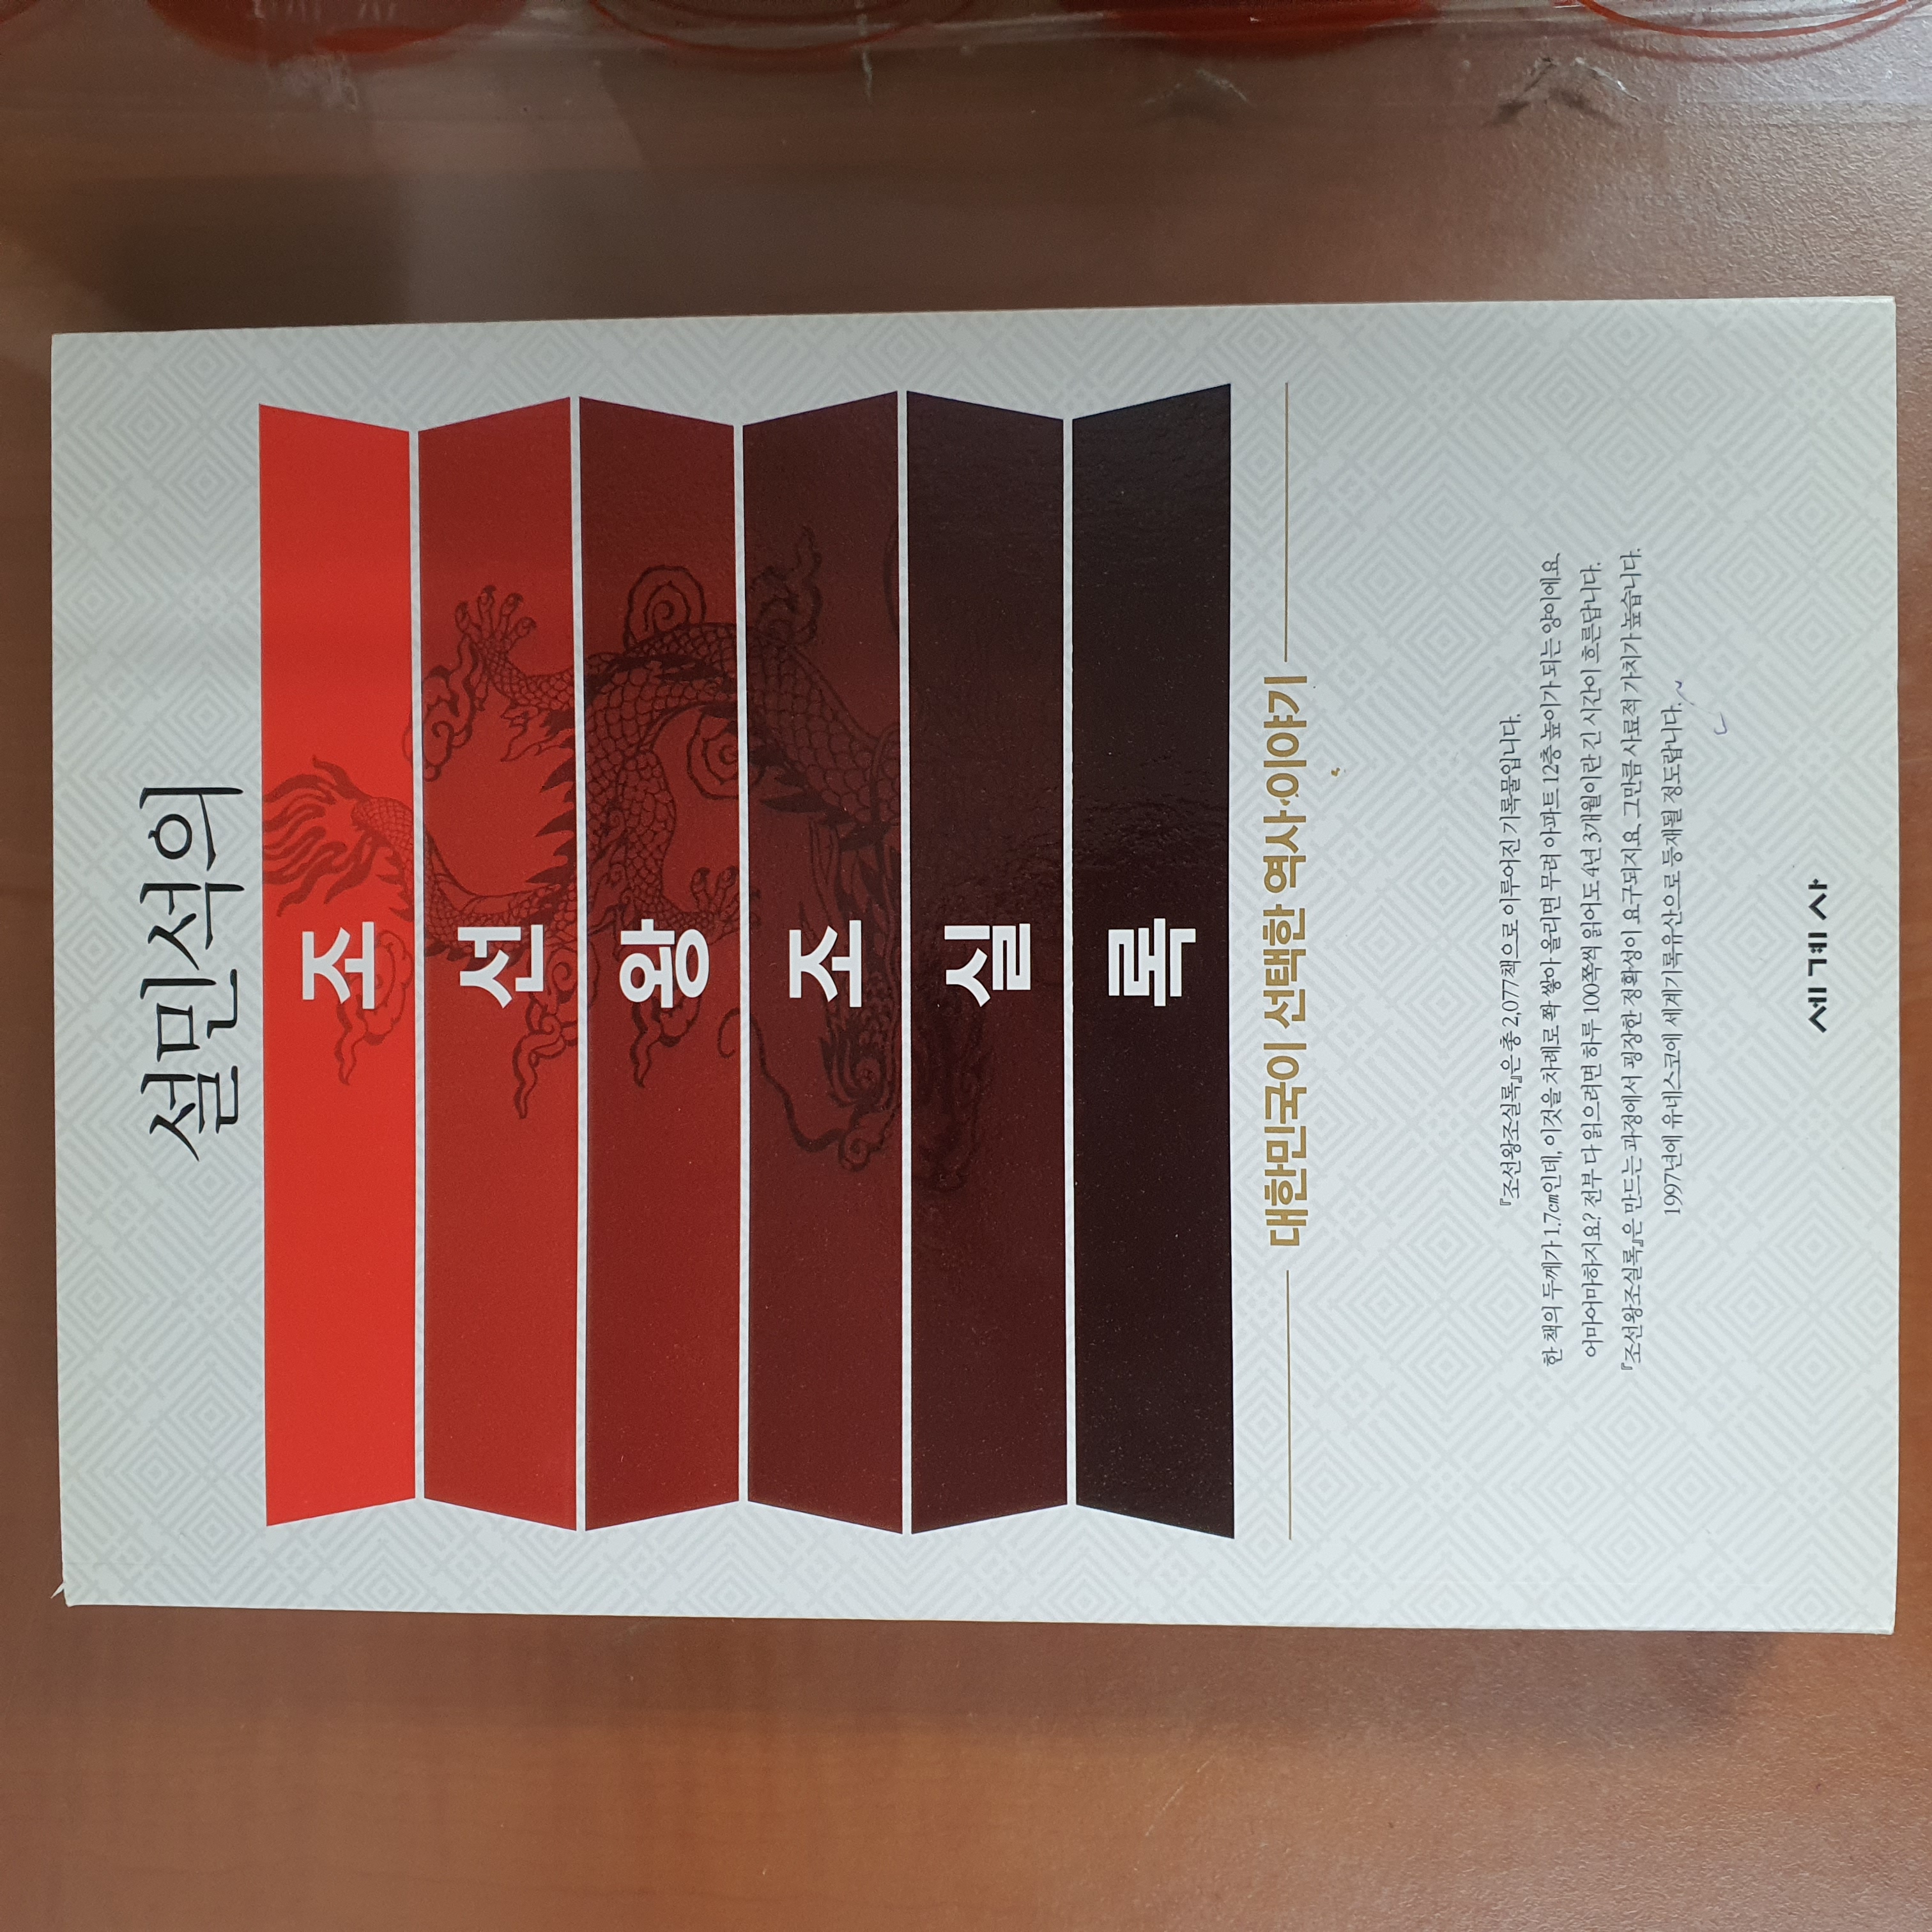 설민석의
조
선
왕
조
실
록
대한민국이 선택한 역사 이야기
『조선왕조실록』은 총 2,077책으로 이루어진 기록물입니다.
한 책의 두께가 1.7㎝인데, 이것을 차례로 쫙 쌓아 올리면 무려 아파트 12층 높이가 되는 양이에요.
어마어마하지요? 전부 다 읽으려면 하루 100쪽씩 읽어도 4년 3개월이란 긴 시간이 흐른답니다.
『조선왕조실록』은 만드는 과정에서 굉장한 정확성이 요구되지요. 그만큼 사료적 가치가 높습니다.
1997년에 유네스코에 세계기록유산으로 등재될 정도랍니다.
세계사